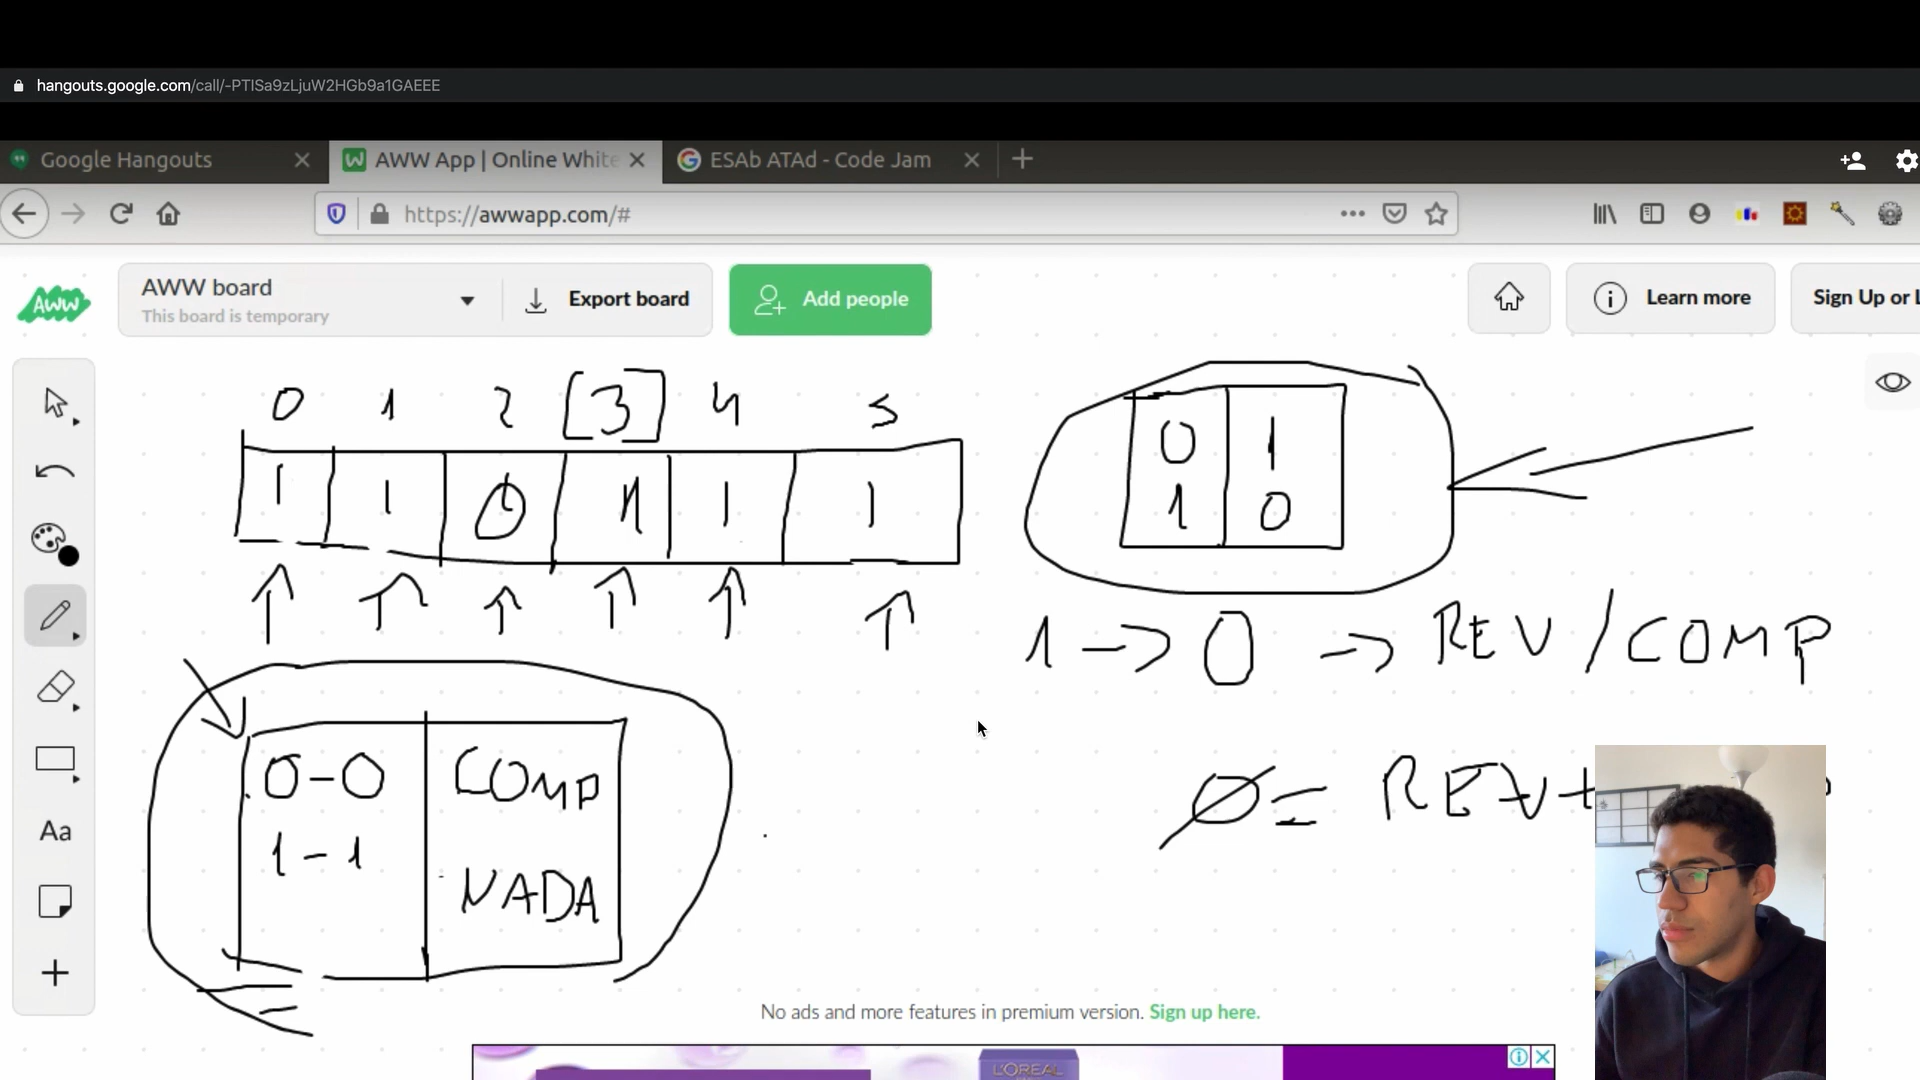 hangouts.google.com/call/-PTISa9zLjuW2HGb9a1GAEEE
Google Hangouts
AWW App | Online White
ESAb ATAd - Code Jam
https://awwapp.com/#
AWW
AWW board
This board is temporary
Export board
Add people
Learn more
Sign Up or L
0 1 2 [3] 4 5
1 1 0 1 1 1
0 1
1 0
1 -> 0 -> REV / COMP
0-0 COMP
1-1
NADA
Ø = REV+
Aa
No ads and more features in premium version. Sign up here.
L'OREAL